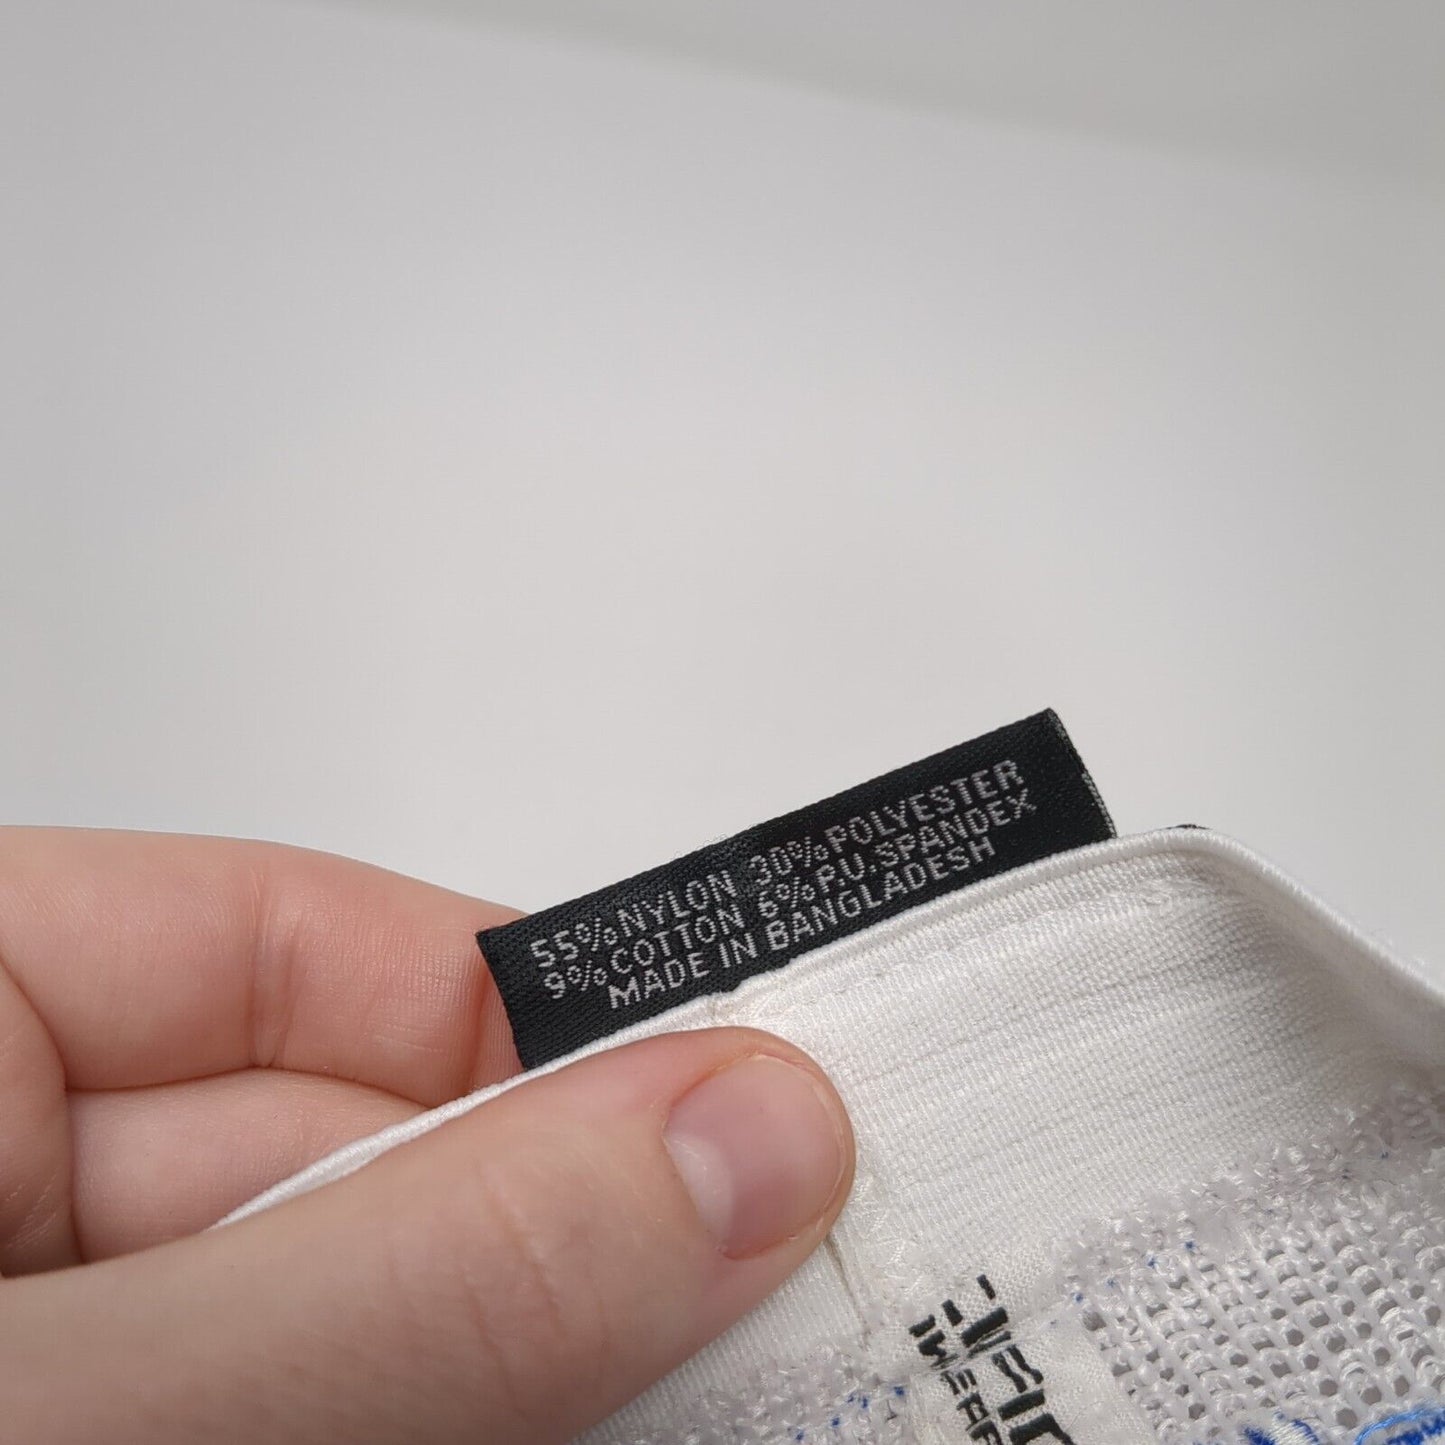 55% NYLON 30% POLYESTER
9% COTTON 6% P.U. SPANDEX
MADE IN BANGLADESH